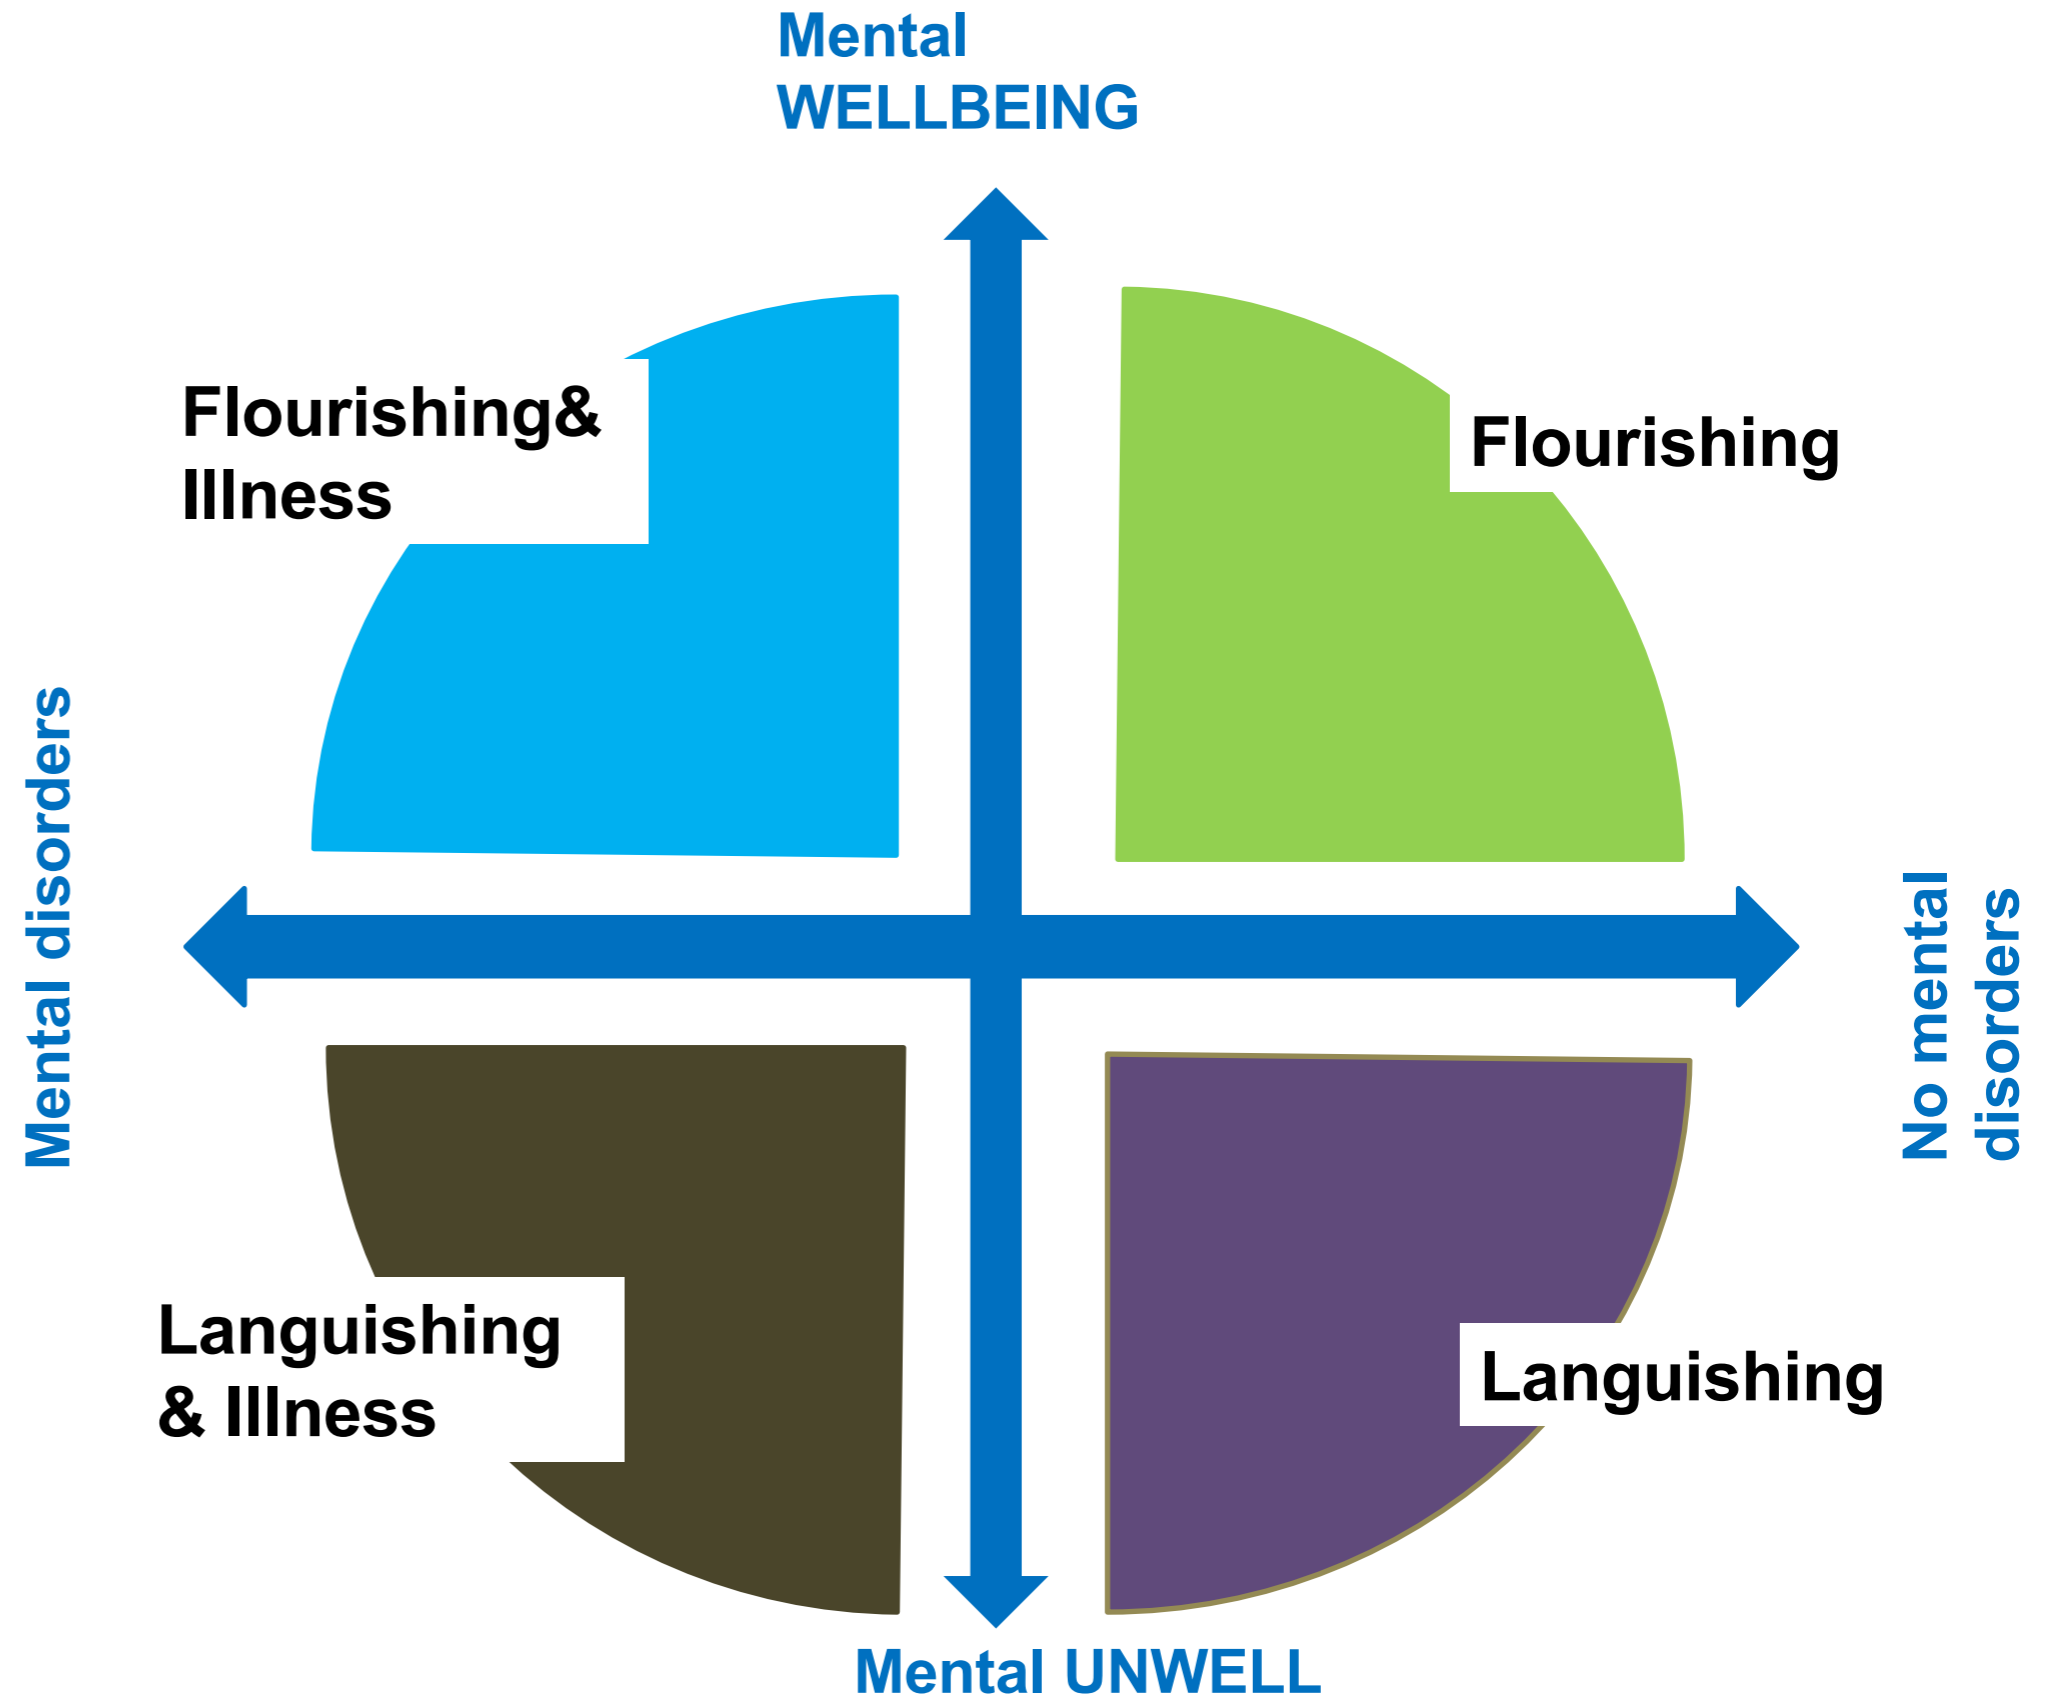 Mental
WELLBEING
Flourishing&
Illness
Flourishing
Mental disorders
No mental
disorders
Languishing
& Illness
Languishing
Mental UNWELL